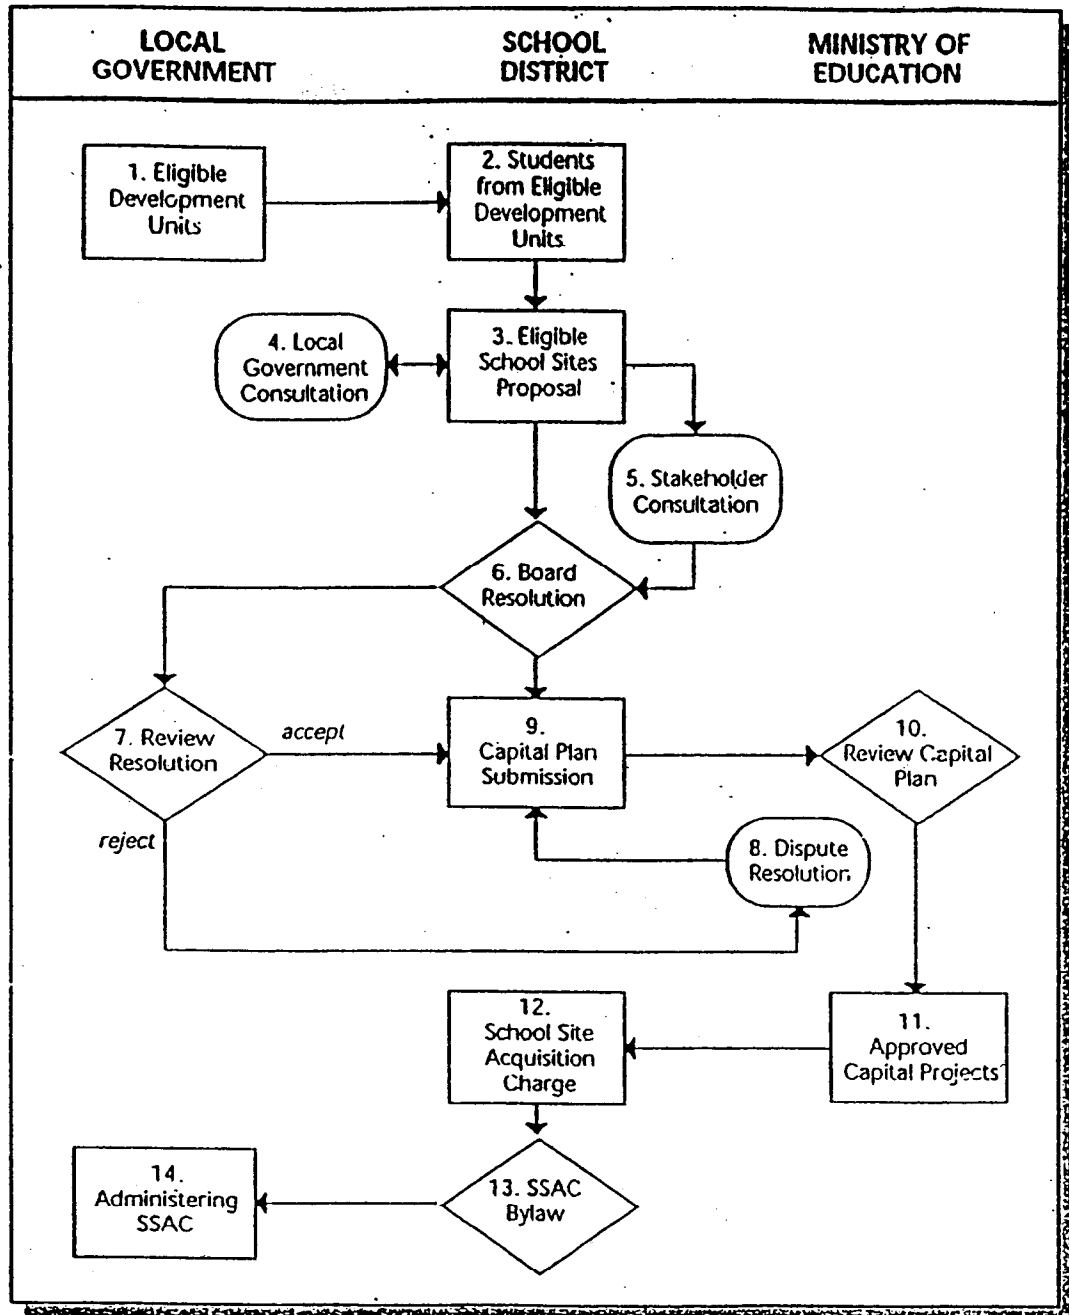 LOCAL
GOVERNMENT
SCHOOL
DISTRICT
MINISTRY OF
EDUCATION
1. Eligible
Development
Units
2. Students
from Eligible
Development
Units
3. Eligible
School Sites
Proposal
4. Local
Government
Consultation
5. Stakeholder
Consultation
6. Board
Resolution
7. Review
Resolution
accept
reject
9.
Capital Plan
Submission
10.
Review Capital
Plan
8. Dispute
Resolution
11.
Approved
Capital Projects
12.
School Site
Acquisition
Charge
13. SSAC
Bylaw
14.
Administering
SSAC